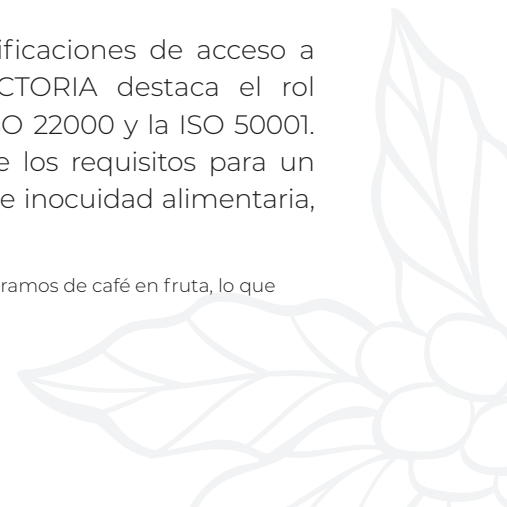 ificaciones de acceso a
CTORIA destaca el rol
O 22000 y la ISO 50001.
e los requisitos para un
e inocuidad alimentaria,
ramos de café en fruta, lo que